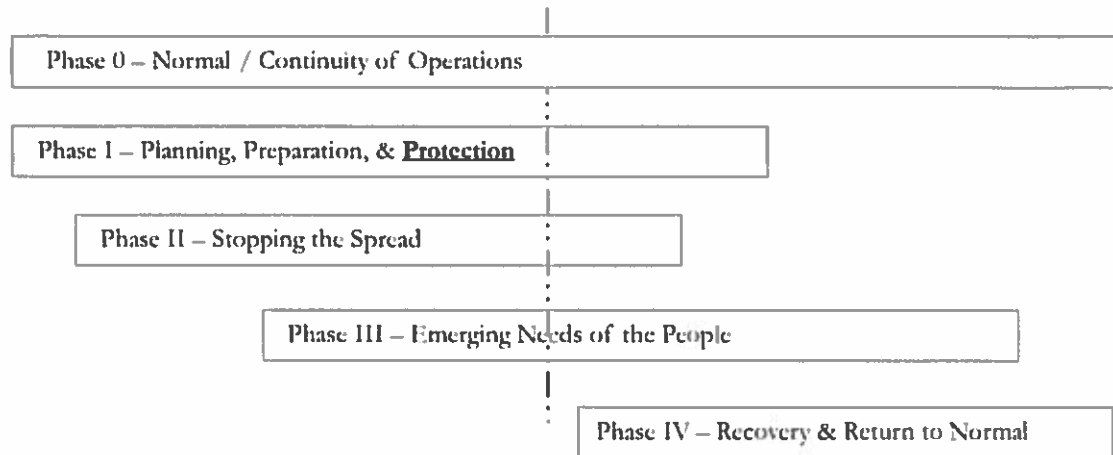 Phase 0 – Normal / Continuity of Operations
Phase I – Planning, Preparation, & Protection
Phase II – Stopping the Spread
Phase III – Emerging Needs of the People
Phase IV – Recovery & Return to Normal